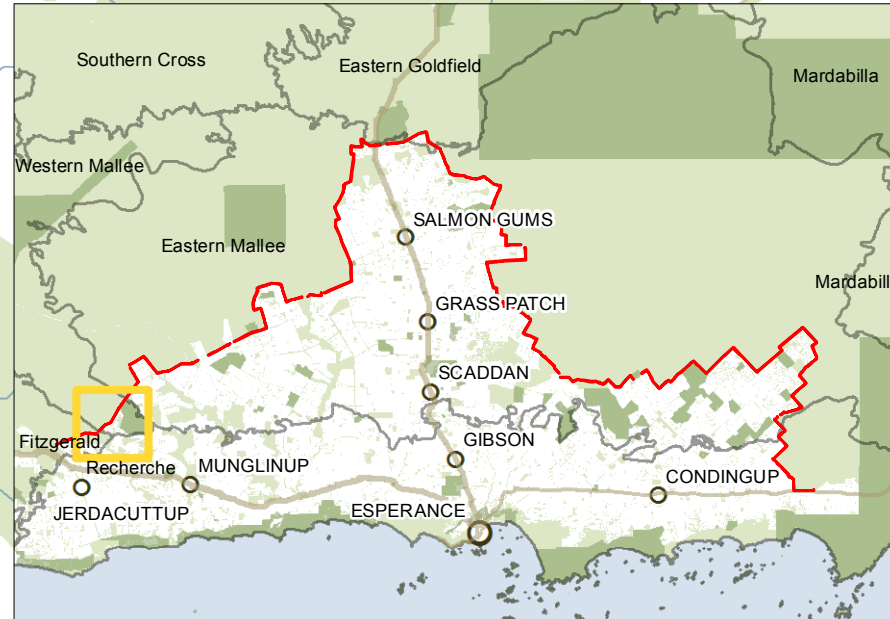 Southern Cross
Eastern Goldfield
Mardabilla
Western Mallee
SALMON GUMS
Eastern Mallee
Mardabill
GRASS PATCH
SCADDAN
Fitzgerald
GIBSON
Recherche
MUNGLINUP
CONDINGUP
JERDACUTTUP
ESPERANCE